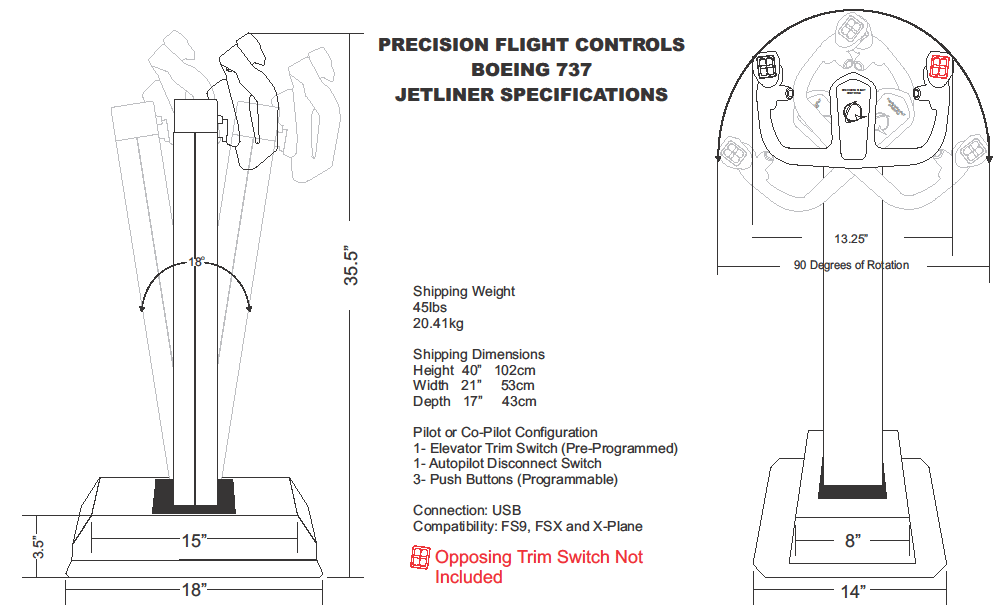 PRECISION FLIGHT CONTROLS
BOEING 737
JETLINER SPECIFICATIONS
18°
35.5”
3.5”
15”
18”
Shipping Weight
45lbs
20.41kg
Shipping Dimensions
Height 40” 102cm
Width 21” 53cm
Depth 17” 43cm
Pilot or Co-Pilot Configuration
1- Elevator Trim Switch (Pre-Programmed)
1- Autopilot Disconnect Switch
3- Push Buttons (Programmable)
Connection: USB
Compatibility: FS9, FSX and X-Plane
Opposing Trim Switch Not
Included
13.25”
90 Degrees of Rotation
8”
14”